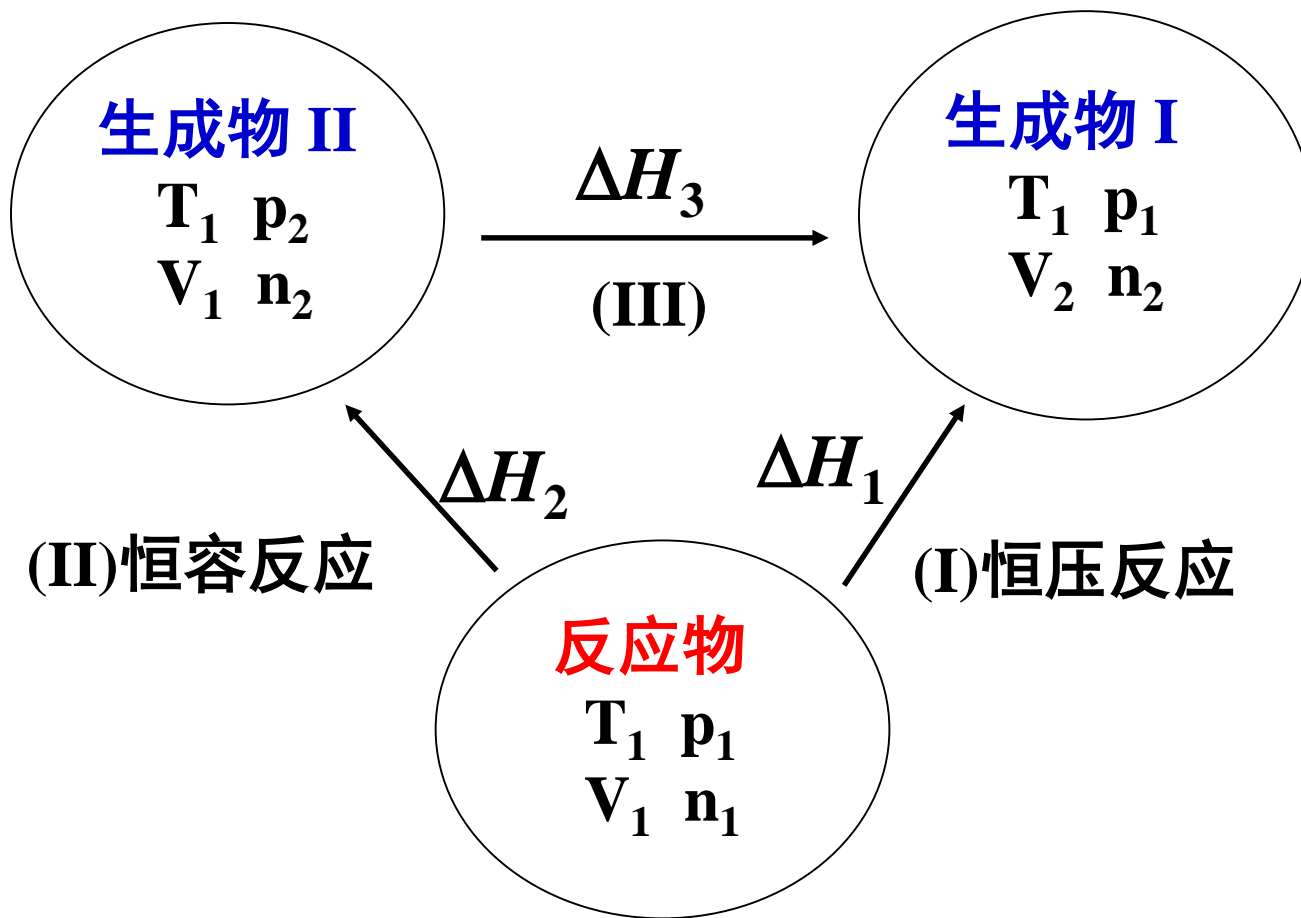 生成物 II
T₁ p₂
V₁ n₂
ΔH₃
(III)
生成物 I
T₁ p₁
V₂ n₂
ΔH₂
(II)恒容反应
ΔH₁
(I)恒压反应
反应物
T₁ p₁
V₁ n₁